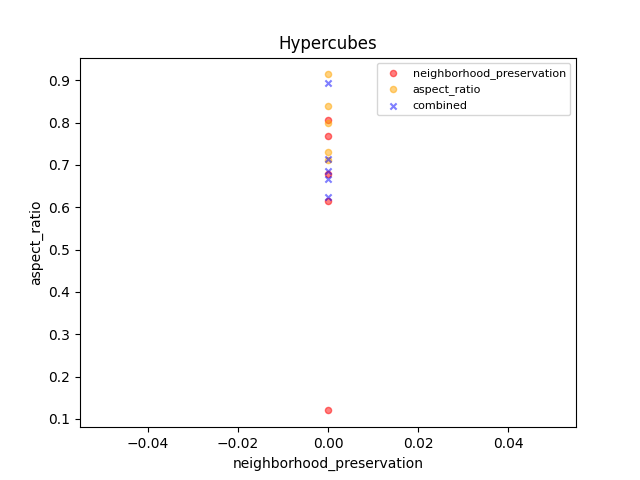 Hypercubes
neighborhood_preservation
aspect_ratio
combined
0.9
0.8
0.7
0.6
0.5
0.4
0.3
0.2
0.1
aspect_ratio
−0.04
−0.02
0.00
0.02
0.04
neighborhood_preservation